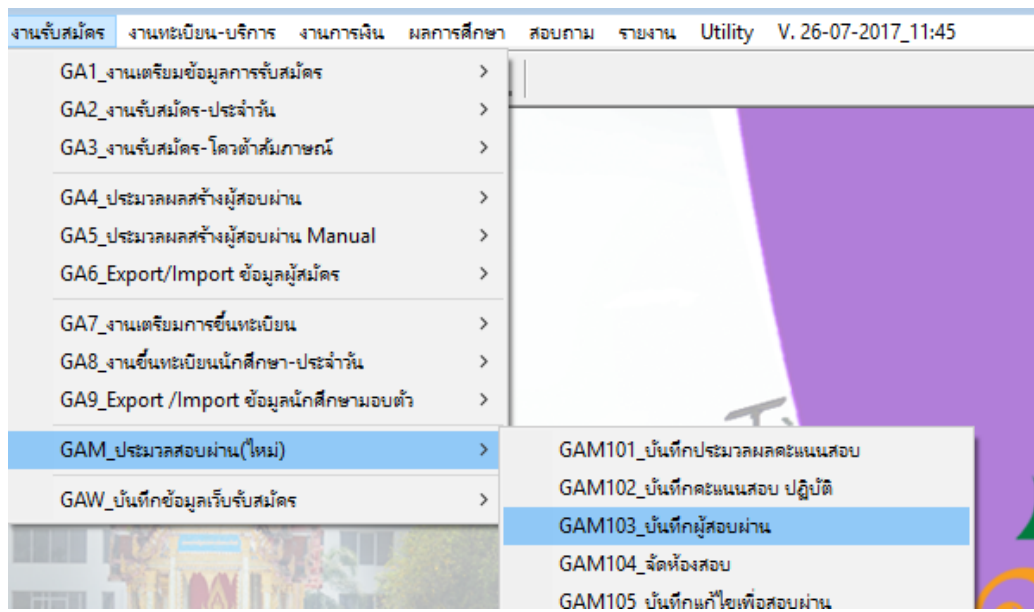 งานรับสมัคร งานทะเบียน-บริการ งานการเงิน ผลการศึกษา สอบถาม รายงาน Utility V. 26-07-2017_11:45
GA1_งานเตรียมข้อมูลการรับสมัคร
GA2_งานรับสมัคร-ประจำวัน
GA3_งานรับสมัคร-โควต้าสัมภาษณ์
GA4_ประมวลผลสร้างผู้สอบผ่าน
GA5_ประมวลผลสร้างผู้สอบผ่าน Manual
GA6_Export/Import ข้อมูลผู้สมัคร
GA7_งานเตรียมการขึ้นทะเบียน
GA8_งานขึ้นทะเบียนนักศึกษา-ประจำวัน
GA9_Export /Import ข้อมูลนักศึกษามอบตัว
GAM_ประมวลสอบผ่าน(ใหม่)
GAW_บันทึกข้อมูลเว็บรับสมัคร
GAM101_บันทึกประมวลผลคะแนนสอบ
GAM102_บันทึกคะแนนสอบ ปฏิบัติ
GAM103_บันทึกผู้สอบผ่าน
GAM104_จัดห้องสอบ
GAM105_บันทึกแก้ไขเพื่อสอบผ่าน